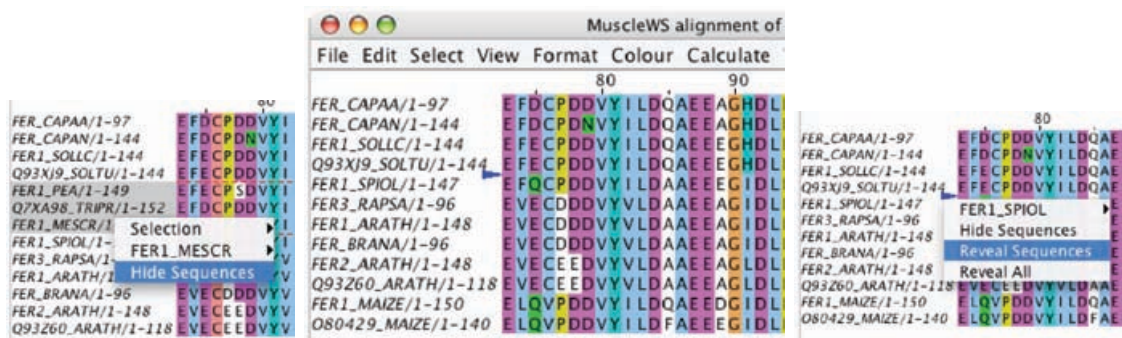 80
FER_CAPAA/1-97 EFDCPDDVYI
FER_CAPAN/1-144 EFDCPDNVYI
FER1_SOLLC/1-144 EFECPDDVYI
Q93XJ9_SOLTU/1-144 EFECPDDVYI
FER1_PEA/1-149 EFECPSDVYI
Q7XA98_TRIPR/1-152 EFDCPDDVYI
FER1_MESCR/1
Selection
FER1_SPIOL/1-
FER1_MESCR
FER3_RAPSA/1-
Hide Sequences
FER1_ARATH/1
FER_BRANA/1-96 EVECDDDVYV
FER2_ARATH/1-148 EVECEEDVYV
Q93Z60_ARATH/1-118 EVECEEDVYV
MuscleWS alignment of
File Edit Select View Format Colour Calculate
80 90
FER_CAPAA/1-97 EFDCPDDVYILDQAEEAGHDL
FER_CAPAN/1-144 EFDCPDNVYILDQAEEAGHDL
FER1_SOLLC/1-144 EFECPDDVYILDQAEEEGHDL
Q93XJ9_SOLTU/1-144 EFECPDDVYILDQAEEEGHDL
FER1_SPIOL/1-147 EFQCPDDVYILDAAEEEGIDL
FER3_RAPSA/1-96 EVECDDDVYVLDAAEEAGIDL
FER1_ARATH/1-148 EVECDDDVYVLDAAEEAGIDL
FER_BRANA/1-96 EVECDDDVYVLDAAEEAGIDL
FER2_ARATH/1-148 EVECEEDVYVLDAAEEAGLDL
Q93Z60_ARATH/1-118 EVECEEDVYVLDAAEEAGLDL
FER1_MAIZE/1-150 ELQVPDDVYILDQAEEDGIDL
O80429_MAIZE/1-140 ELQVPDDVYILDFAEEEGIDL
80
FER_CAPAA/1-97 EFDCPDDVYILDQAE
FER_CAPAN/1-144 EFDCPDNVYILDQAE
FER1_SOLLC/1-144 EFECPDDVYILDQAE
Q93XJ9_SOLTU/1-144 EFECPDDVYILDQAE
FER1_SPIOL/1-147
FER1_SPIOL
FER3_RAPSA/1-96
Hide Sequences
FER1_ARATH/1-148
Reveal Sequences
FER_BRANA/1-96
FER2_ARATH/1-148
Reveal All
Q93Z60_ARATH/1-118 EVECEEDVYVLDAAE
FER1_MAIZE/1-150 ELQVPDDVYILDQAE
O80429_MAIZE/1-140 ELQVPDDVYILDFAE